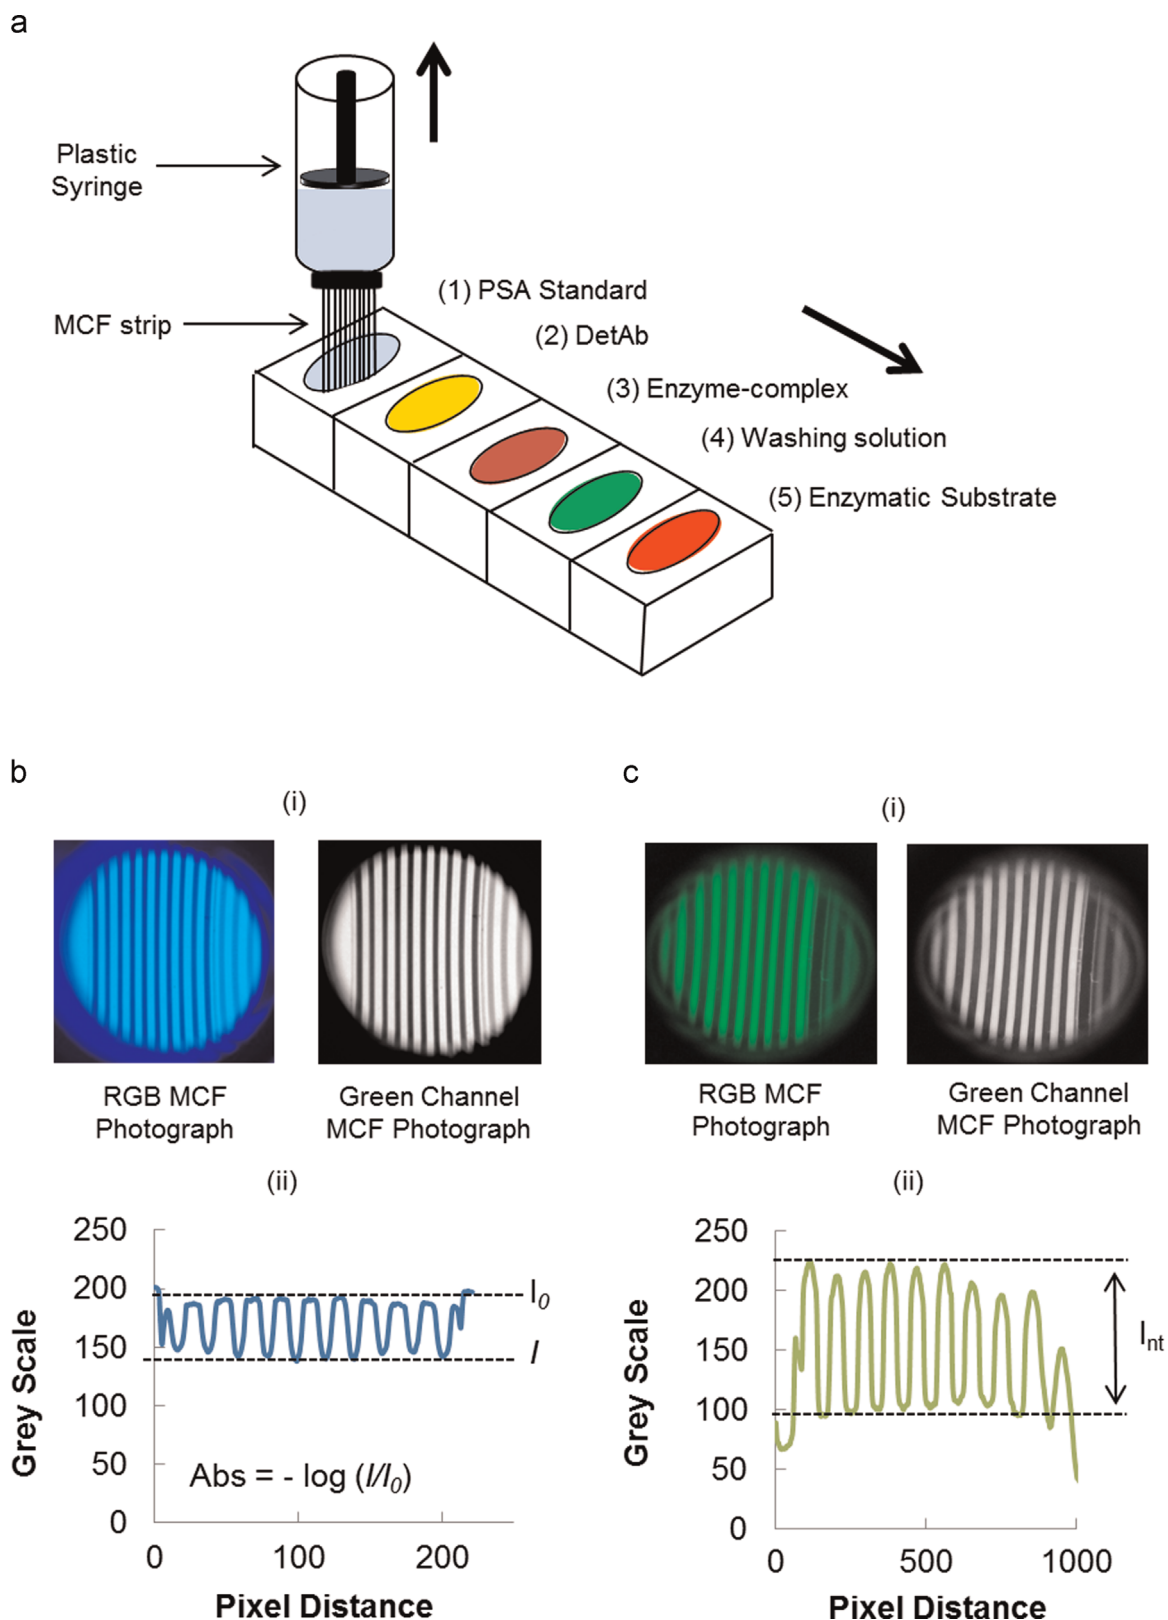 a
Plastic
Syringe
MCF strip
(1) PSA Standard
(2) DetAb
(3) Enzyme-complex
(4) Washing solution
(5) Enzymatic Substrate
b
(i)
RGB MCF
Photograph
Green Channel
MCF Photograph
(ii)
250
200
150
100
50
0
Grey Scale
I0
I
Abs = - log (I/I0)
0 100 200
Pixel Distance
c
(i)
RGB MCF
Photograph
Green Channel
MCF Photograph
(ii)
250
200
150
100
50
0
Grey Scale
Int
0 500 1000
Pixel Distance